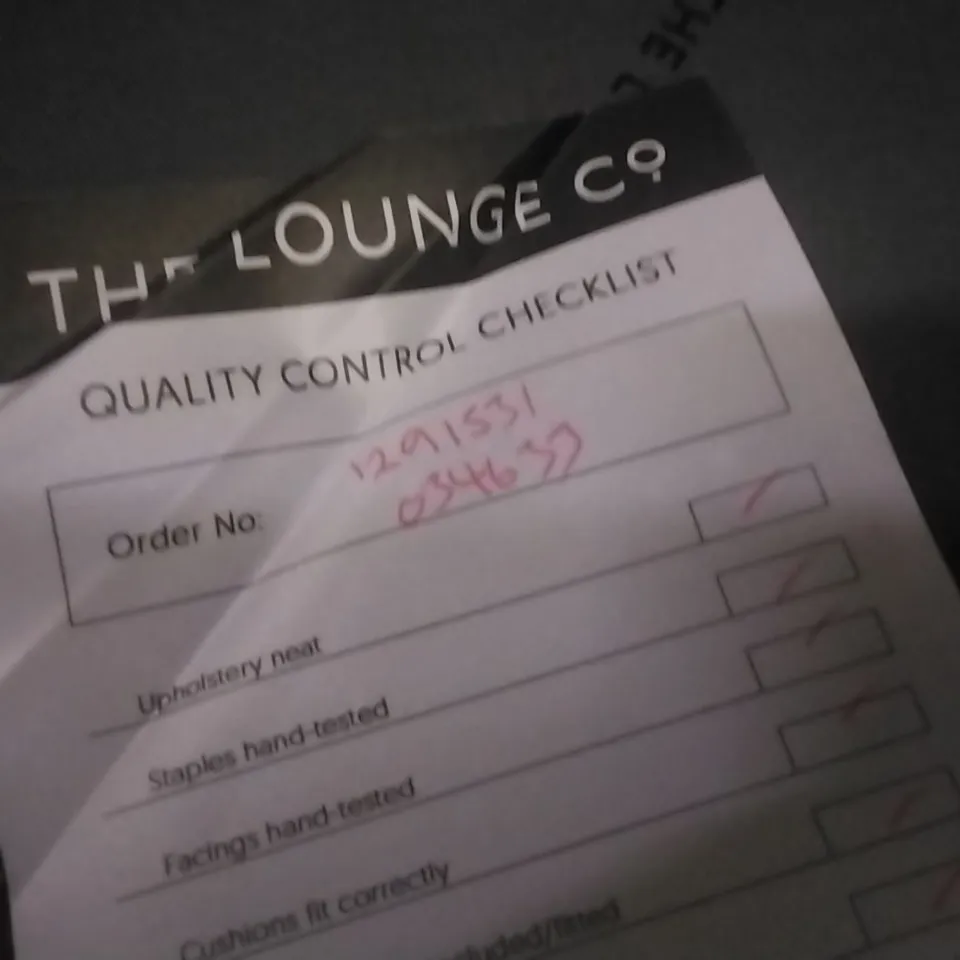 THE C
THE LOUNGE Cº
QUALITY CONTROL CHECKLIST
1291531
Order No:
034637
Upholstery neat
Staples hand-tested
Facings hand-tested
Cushions fit correctly